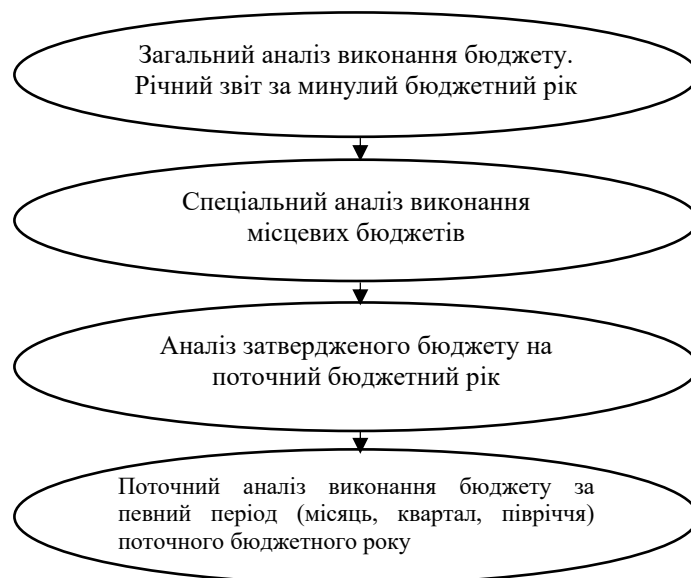 Загальний аналіз виконання бюджету.
Річний звіт за минулий бюджетний рік
Спеціальний аналіз виконання
місцевих бюджетів
Аналіз затвердженого бюджету на
поточний бюджетний рік
Поточний аналіз виконання бюджету за
певний період (місяць, квартал, півріччя)
поточного бюджетного року